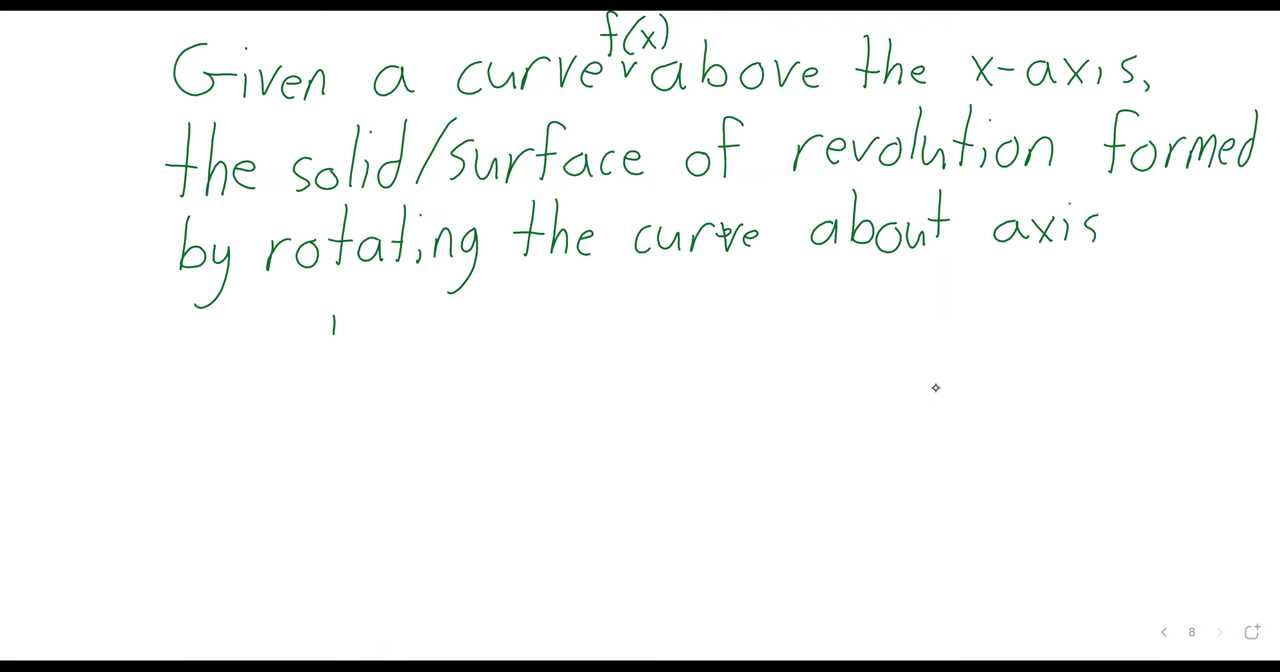 f(x)
Given a curve v above the x-axis,
the solid/surface of revolution formed
by rotating the curve about axis
8